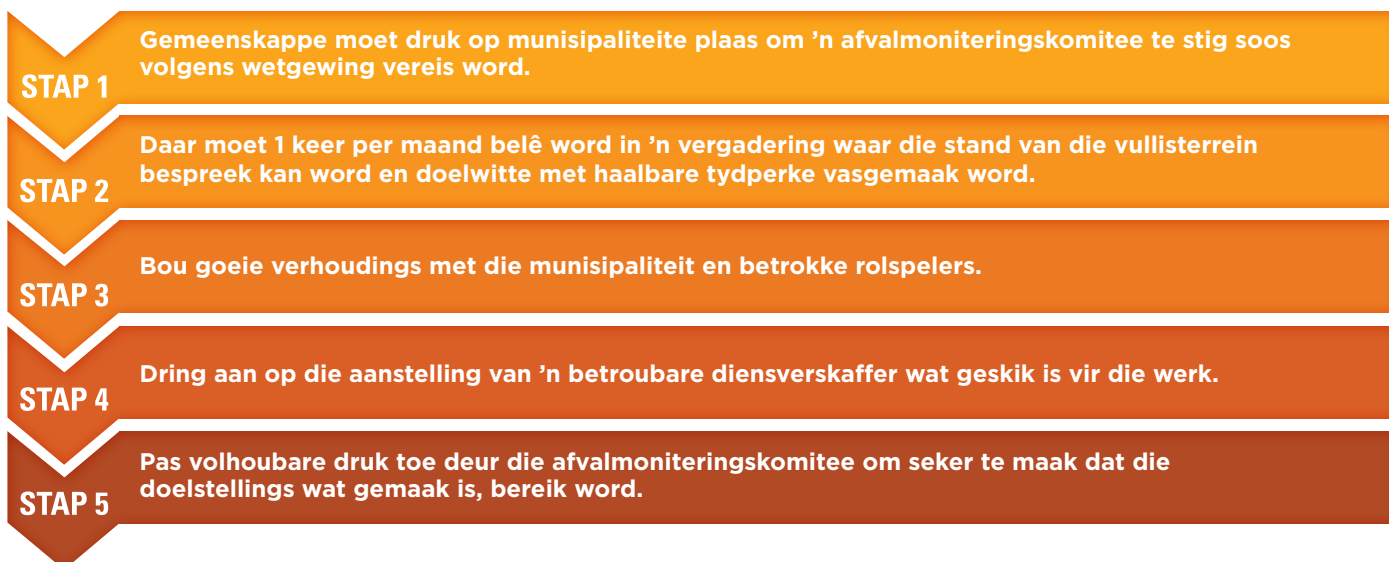 STAP 1
Gemeenskappe moet druk op munisipaliteite plaas om ’n afvalmoniteringskomitee te stig soos
volgens wetgewing vereis word.
STAP 2
Daar moet 1 keer per maand belê word in ’n vergadering waar die stand van die vullisterrein
bespreek kan word en doelwitte met haalbare tydperke vasgemaak word.
STAP 3
Bou goeie verhoudings met die munisipaliteit en betrokke rolspelers.
STAP 4
Dring aan op die aanstelling van ’n betroubare diensverskaffer wat geskik is vir die werk.
STAP 5
Pas volhoubare druk toe deur die afvalmoniteringskomitee om seker te maak dat die
doelstellings wat gemaak is, bereik word.